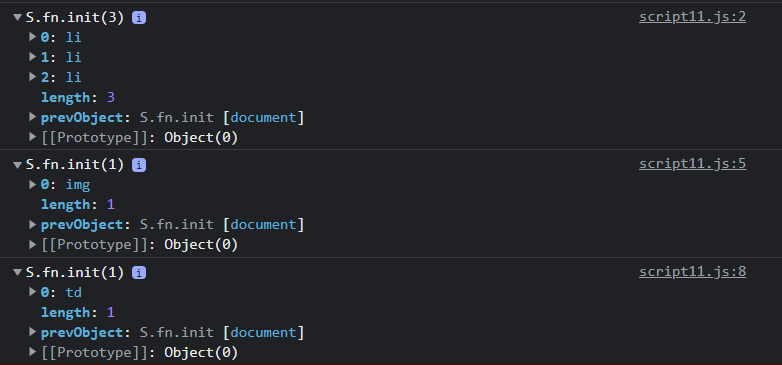 S.fn.init(3) i script11.js:2
0: li
1: li
2: li
length: 3
prevObject: S.fn.init [document]
[[Prototype]]: Object(0)
S.fn.init(1) i script11.js:5
0: img
length: 1
prevObject: S.fn.init [document]
[[Prototype]]: Object(0)
S.fn.init(1) i script11.js:8
0: td
length: 1
prevObject: S.fn.init [document]
[[Prototype]]: Object(0)